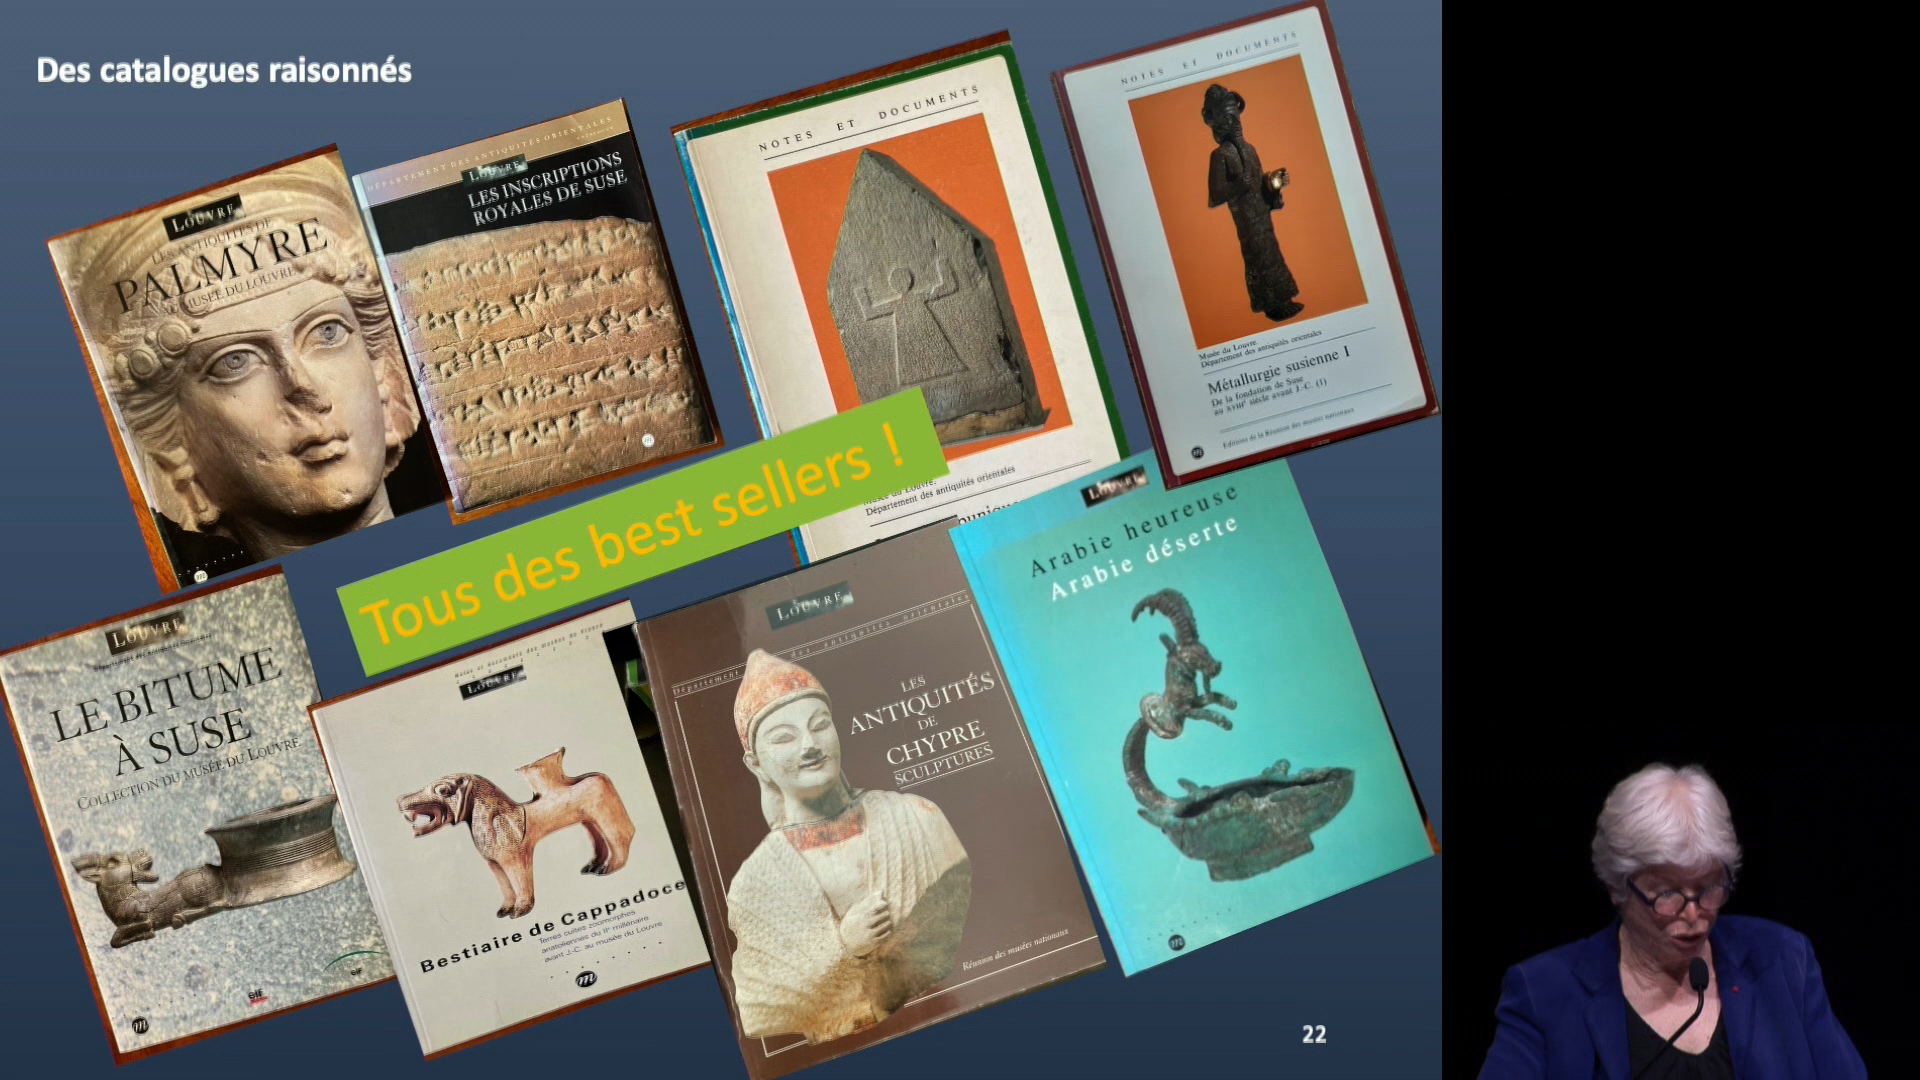 Des catalogues raisonnés
LOUVRE
LES ANTIQUITÉS DE
PALMYRE
MUSÉE DU LOUVRE
DÉPARTEMENT DES ANTIQUITÉS ORIENTALES
LOUVRE
LES INSCRIPTIONS
ROYALES DE SUSE
m
NOTES ET DOCUMENTS
Département des antiquités orientales
NOTES ET DOCUMENTS
Musée du Louvre.
Département des antiquités orientales
Métallurgie susienne I
De la fondation de Suse
au XVIIIe siècle avant J.-C. (1)
Editions de la Réunion des musées nationaux
m
Tous des best sellers !
m
LOUVRE
LE BITUME
À SUSE
COLLECTION DU MUSÉE DU LOUVRE
elf
elf
m
LOUVRE
Bestiaire de Cappadoce
Terres cuites zoomorphes
anatoliennes du IIe millénaire
avant J.-C. au musée du Louvre
m
LOUVRE
Département des antiquités orientales
LES
ANTIQUITÉS
DE
CHYPRE
SCULPTURES
Réunion des musées nationaux
LOUVRE
Arabie heureuse
Arabie déserte
m
22